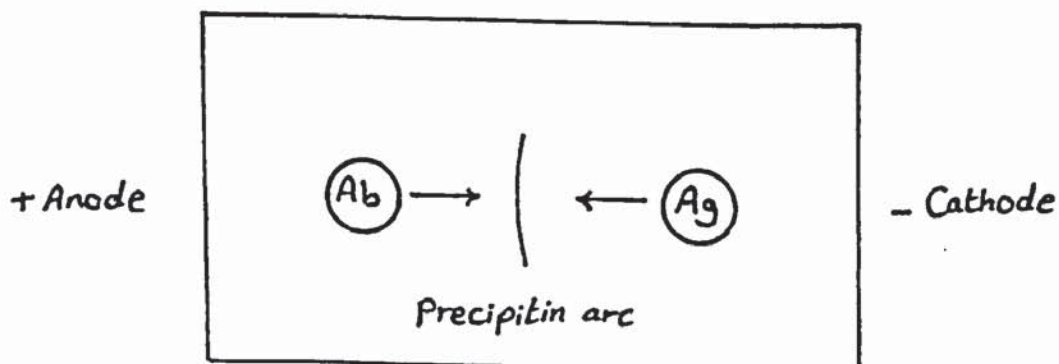 + Anode
Ab
Ag
- Cathode
Precipitin arc